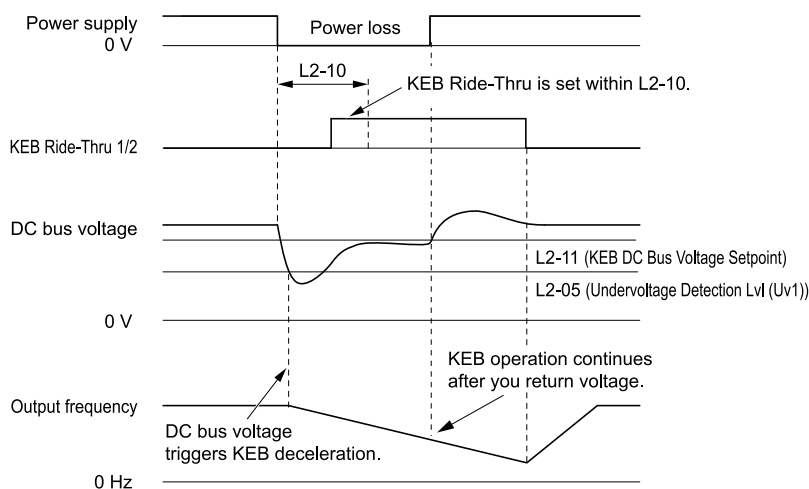 Power supply
0 V
Power loss
L2-10
KEB Ride-Thru is set within L2-10.
KEB Ride-Thru 1/2
DC bus voltage
L2-11 (KEB DC Bus Voltage Setpoint)
L2-05 (Undervoltage Detection Lvl (Uv1))
0 V
KEB operation continues
after you return voltage.
Output frequency
DC bus voltage
triggers KEB deceleration.
0 Hz